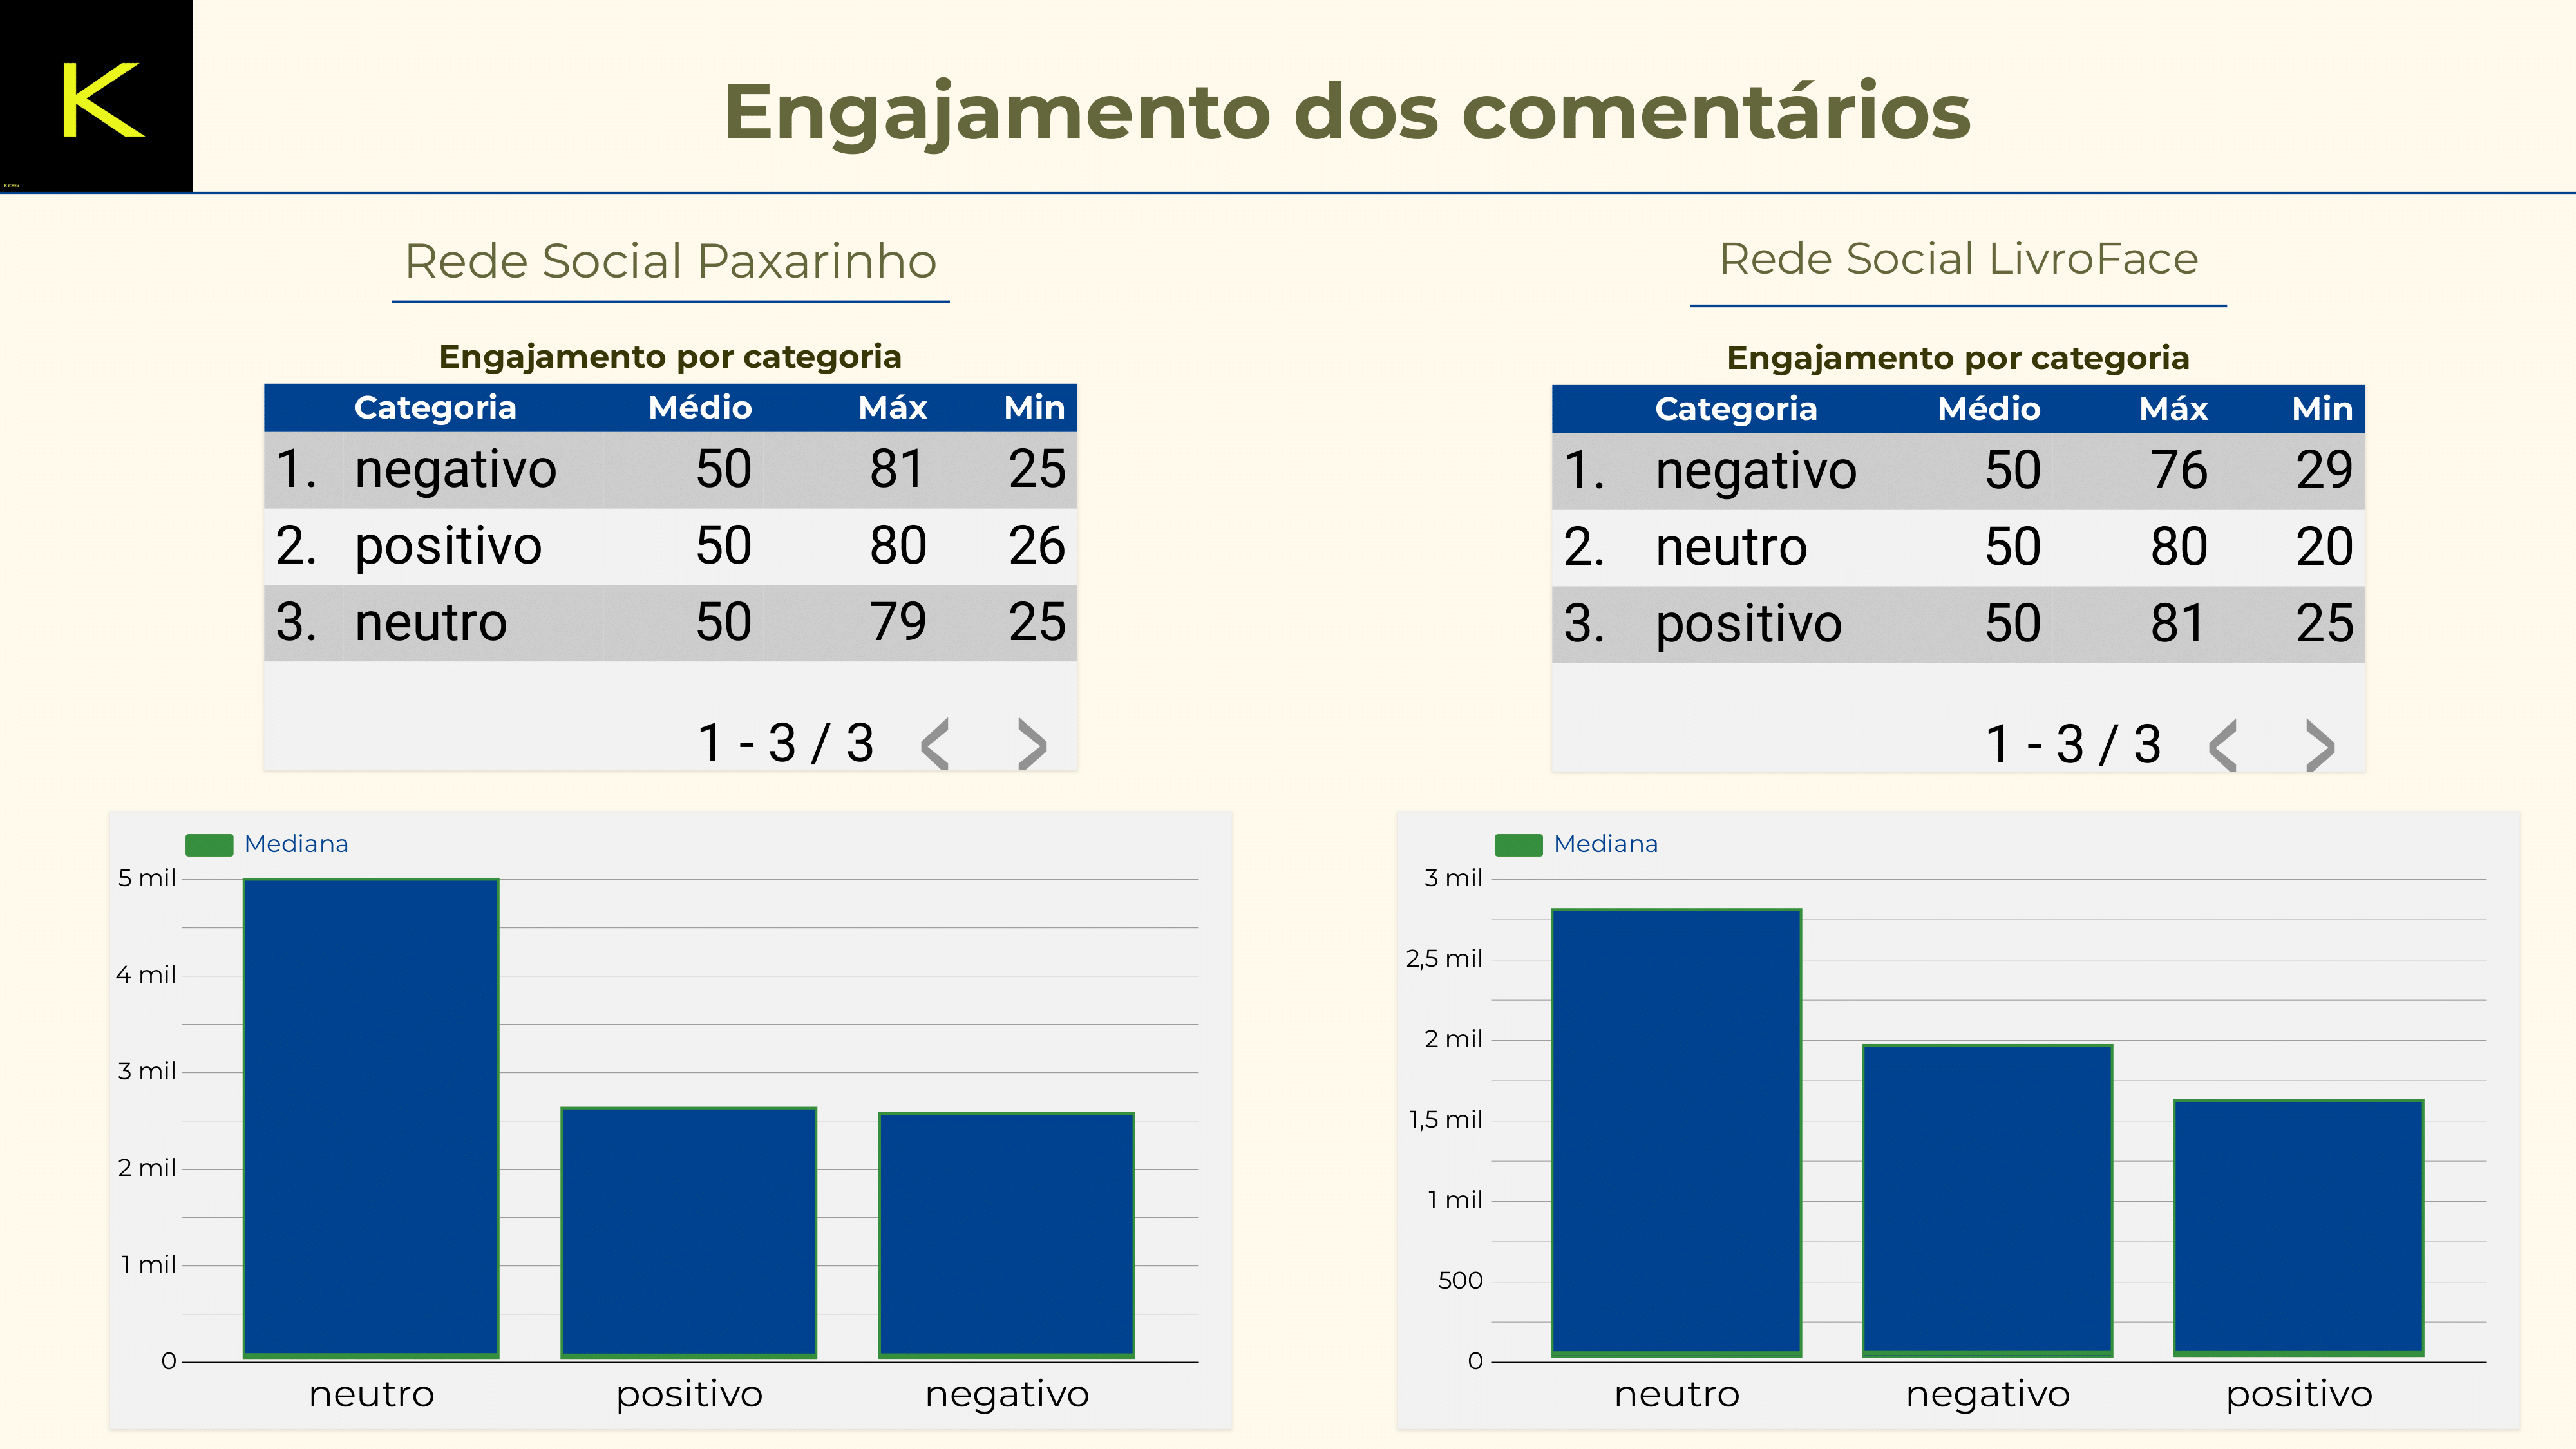 K
Kern
Engajamento dos comentários
Rede Social Paxarinho
Engajamento por categoria
Categoria Médio Máx Min
1. negativo 50 81 25
2. positivo 50 80 26
3. neutro 50 79 25
1 - 3 / 3
Mediana
5 mil
4 mil
3 mil
2 mil
1 mil
0
neutro positivo negativo
Rede Social LivroFace
Engajamento por categoria
Categoria Médio Máx Min
1. negativo 50 76 29
2. neutro 50 80 20
3. positivo 50 81 25
1 - 3 / 3
Mediana
3 mil
2,5 mil
2 mil
1,5 mil
1 mil
500
0
neutro negativo positivo